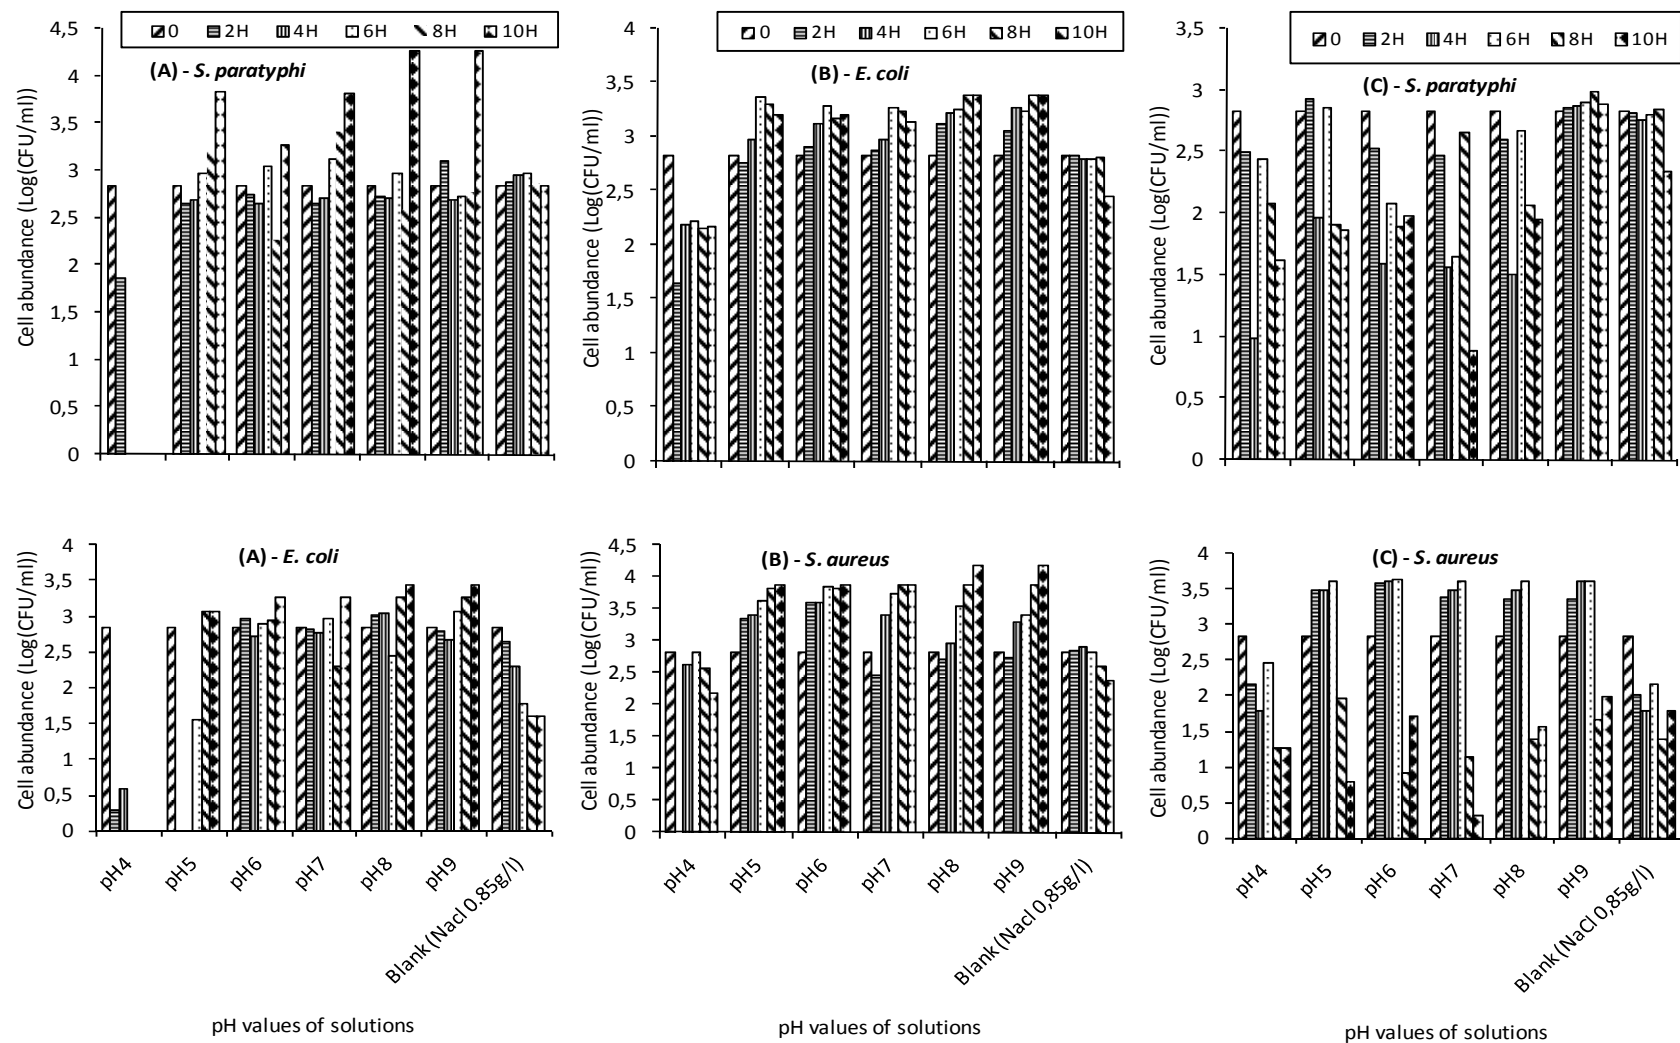 0 2H 4H 6H 8H 10H
(A) - S. paratyphi
Cell abundance (Log(CFU/ml))
4,5
4
3,5
3
2,5
2
1,5
1
0,5
0
0 2H 4H 6H 8H 10H
(B) - E. coli
Cell abundance (Log(CFU/ml))
4
3,5
3
2,5
2
1,5
1
0,5
0
0 2H 4H 6H 8H 10H
(C) - S. paratyphi
Cell abundance (Log(CFU/ml))
3,5
3
2,5
2
1,5
1
0,5
0
(A) - E. coli
Cell abundance (Log(CFU/ml))
4
3,5
3
2,5
2
1,5
1
0,5
0
pH4 pH5 pH6 pH7 pH8 pH9 Blank (Nacl 0.85g/l)
pH values of solutions
(B) - S. aureus
Cell abundance (Log(CFU/ml))
4,5
4
3,5
3
2,5
2
1,5
1
0,5
0
pH4 pH5 pH6 pH7 pH8 pH9 Blank (NaCl 0,85g/l)
pH values of solutions
(C) - S. aureus
Cell abundance (Log(CFU/ml))
4
3,5
3
2,5
2
1,5
1
0,5
0
pH4 pH5 pH6 pH7 pH8 pH9 Blank (NaCl 0,85g/l)
pH values of solutions